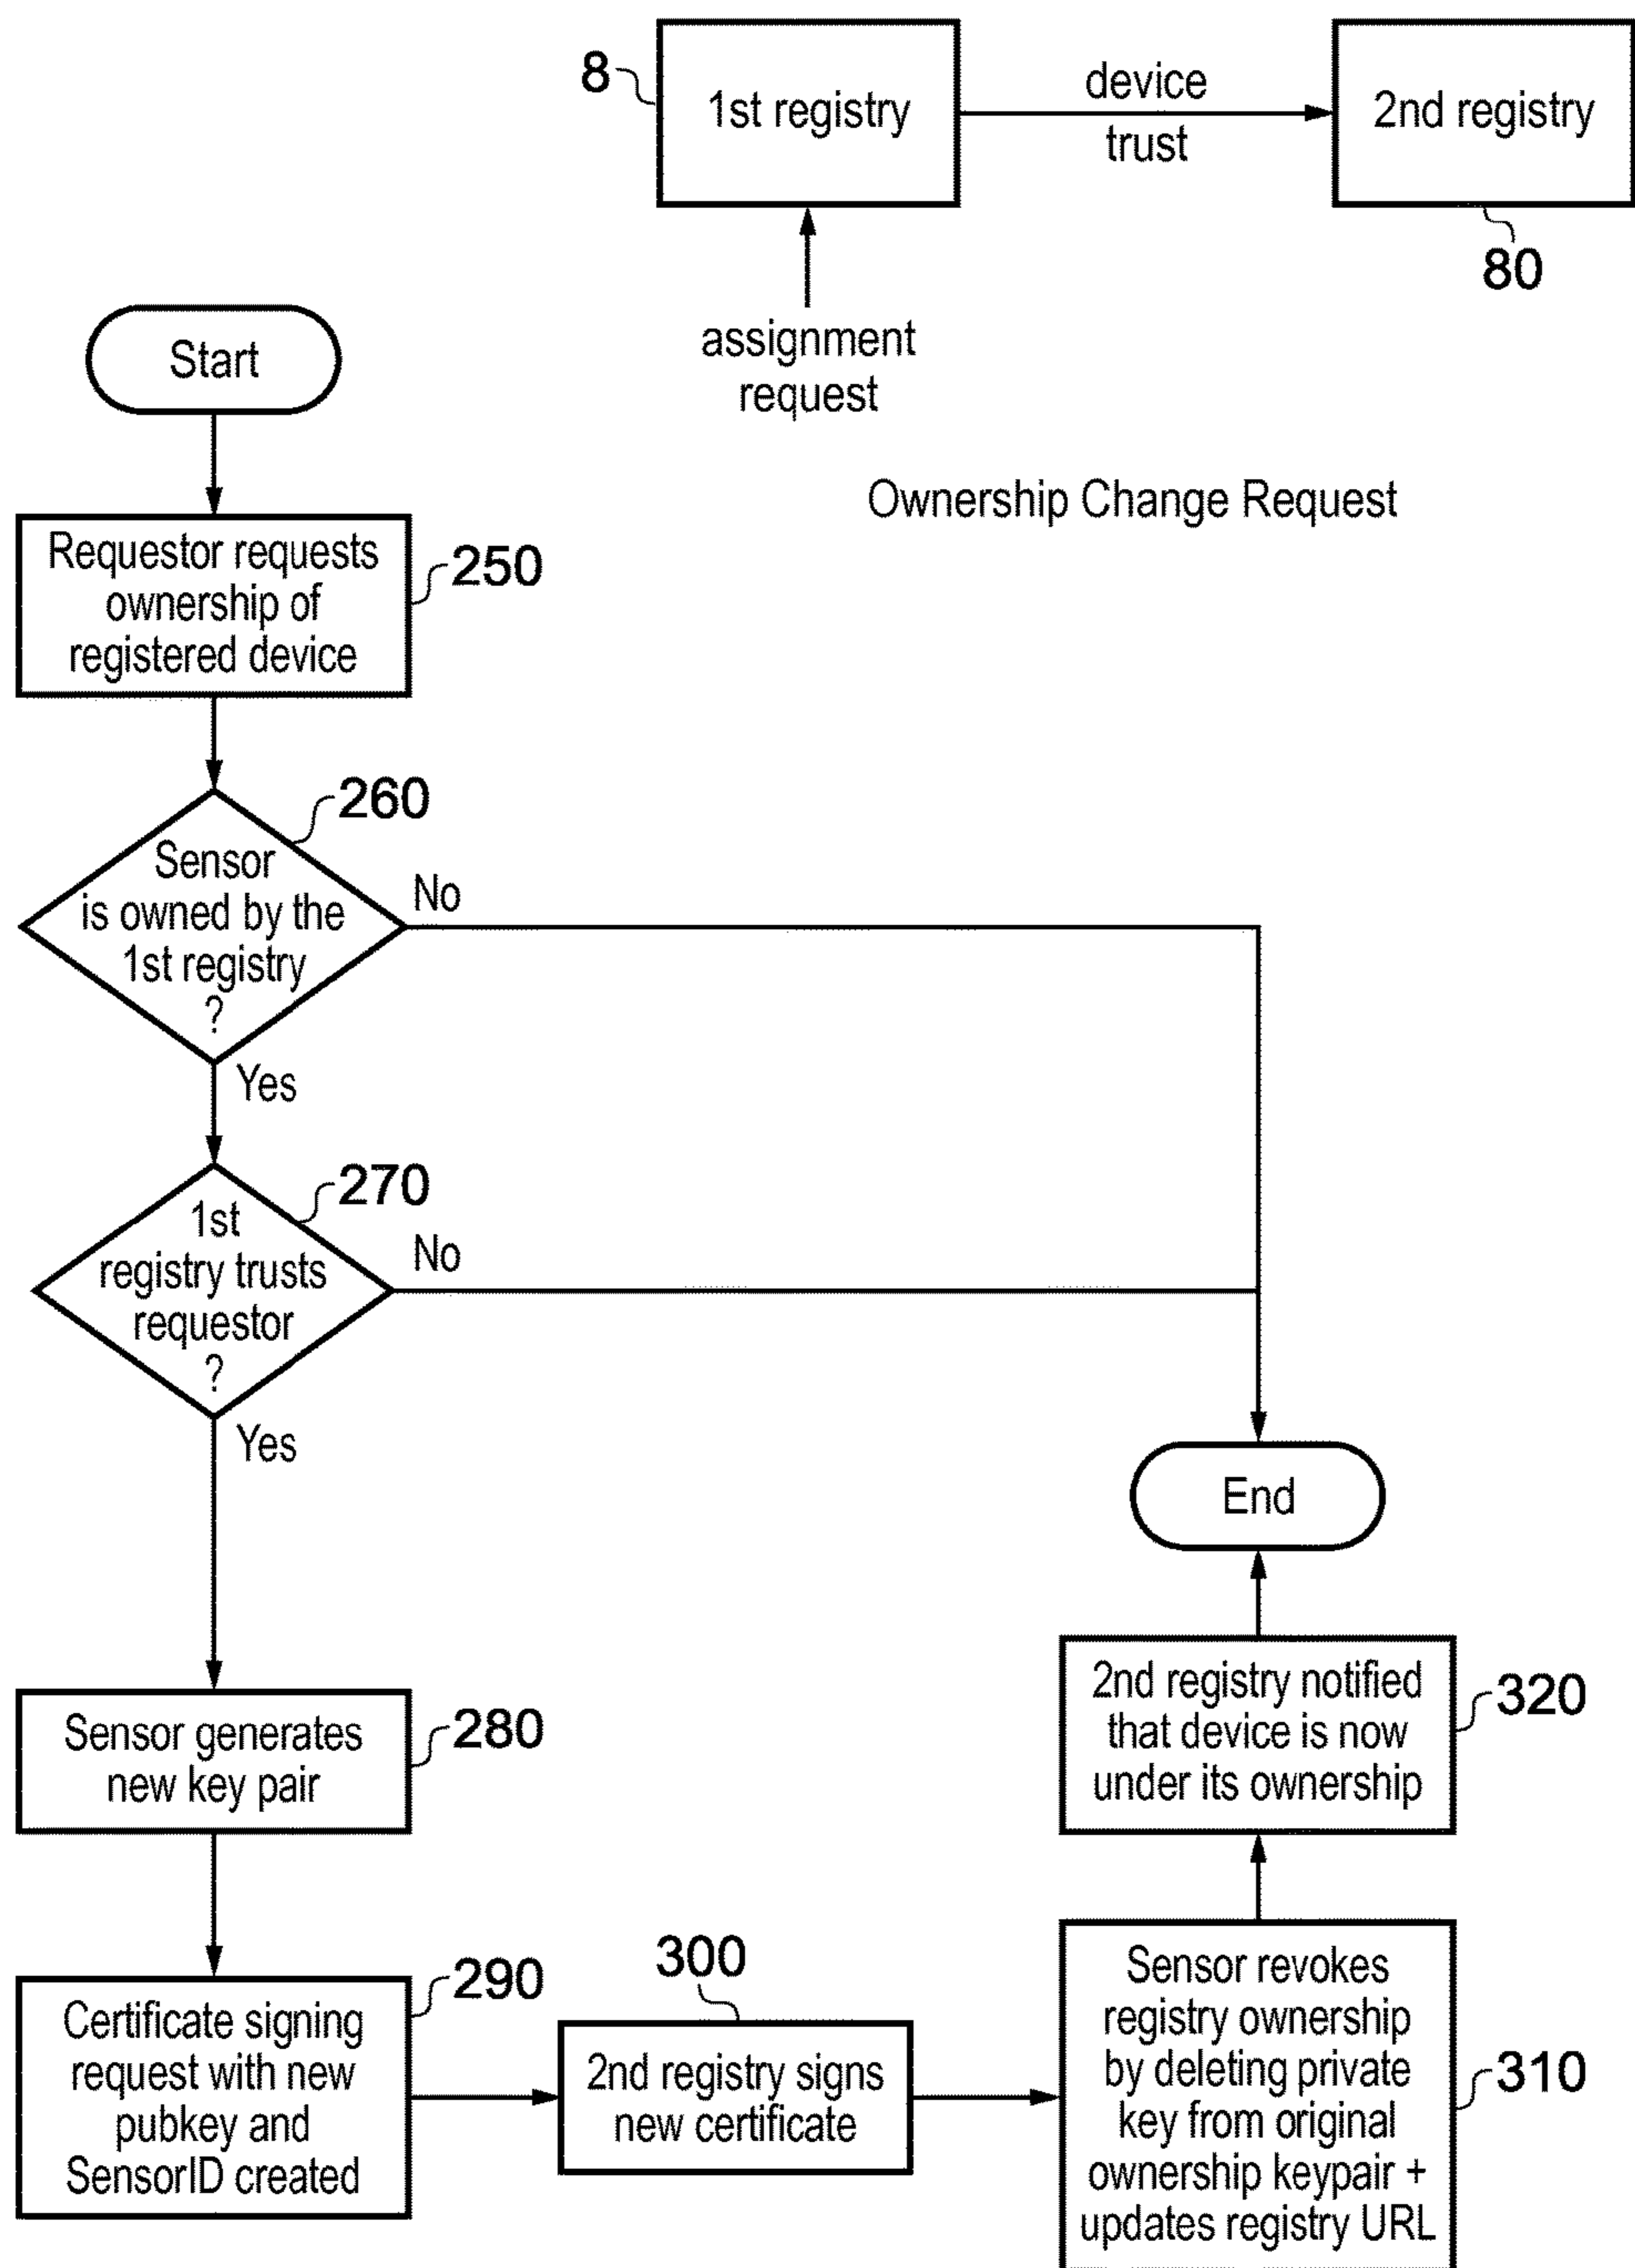 8
1st registry
device
trust
2nd registry
80
assignment
request
Ownership Change Request
Start
Requestor requests
ownership of
registered device
250
260
Sensor
is owned by the
1st registry
?
No
Yes
270
1st
registry trusts
requestor
?
No
Yes
Sensor generates
new key pair
280
Certificate signing
request with new
pubkey and
SensorID created
290
300
2nd registry signs
new certificate
Sensor revokes
registry ownership
by deleting private
key from original
ownership keypair +
updates registry URL
310
2nd registry notified
that device is now
under its ownership
320
End